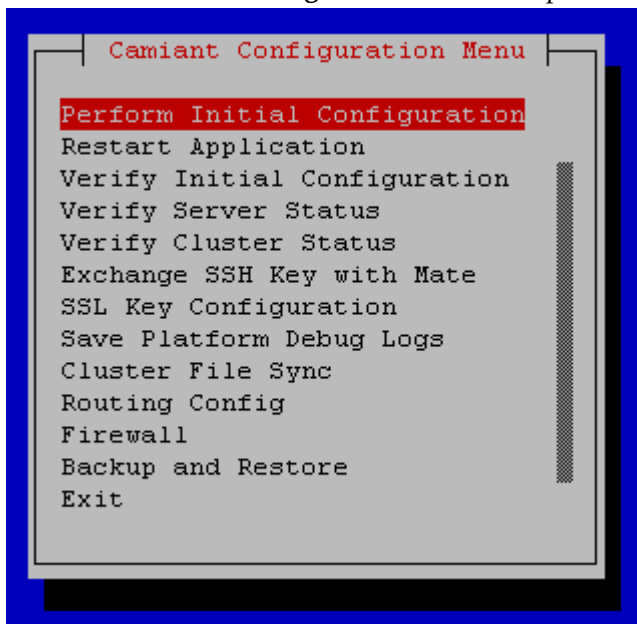 Camiant Configuration Menu
Perform Initial Configuration
Restart Application
Verify Initial Configuration
Verify Server Status
Verify Cluster Status
Exchange SSH Key with Mate
SSL Key Configuration
Save Platform Debug Logs
Cluster File Sync
Routing Config
Firewall
Backup and Restore
Exit